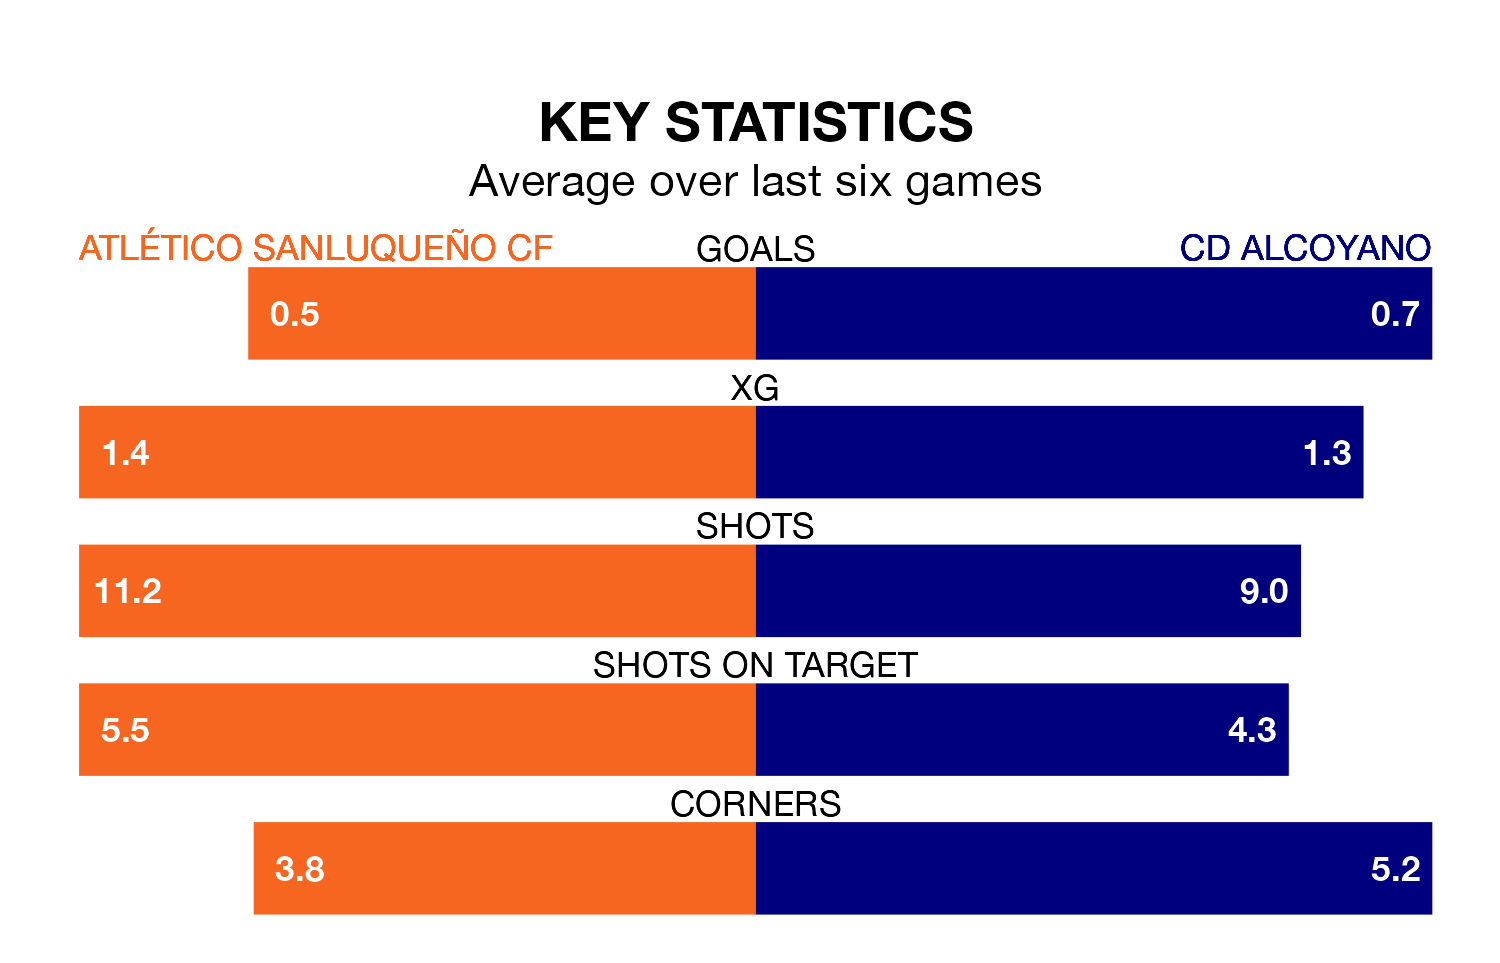 KEY STATISTICS
Average over last six games
ATLÉTICO SANLUQUEÑO CF GOALS CD ALCOYANO
0.5 0.7
XG
1.4 1.3
SHOTS
11.2 9.0
SHOTS ON TARGET
5.5 4.3
CORNERS
3.8 5.2